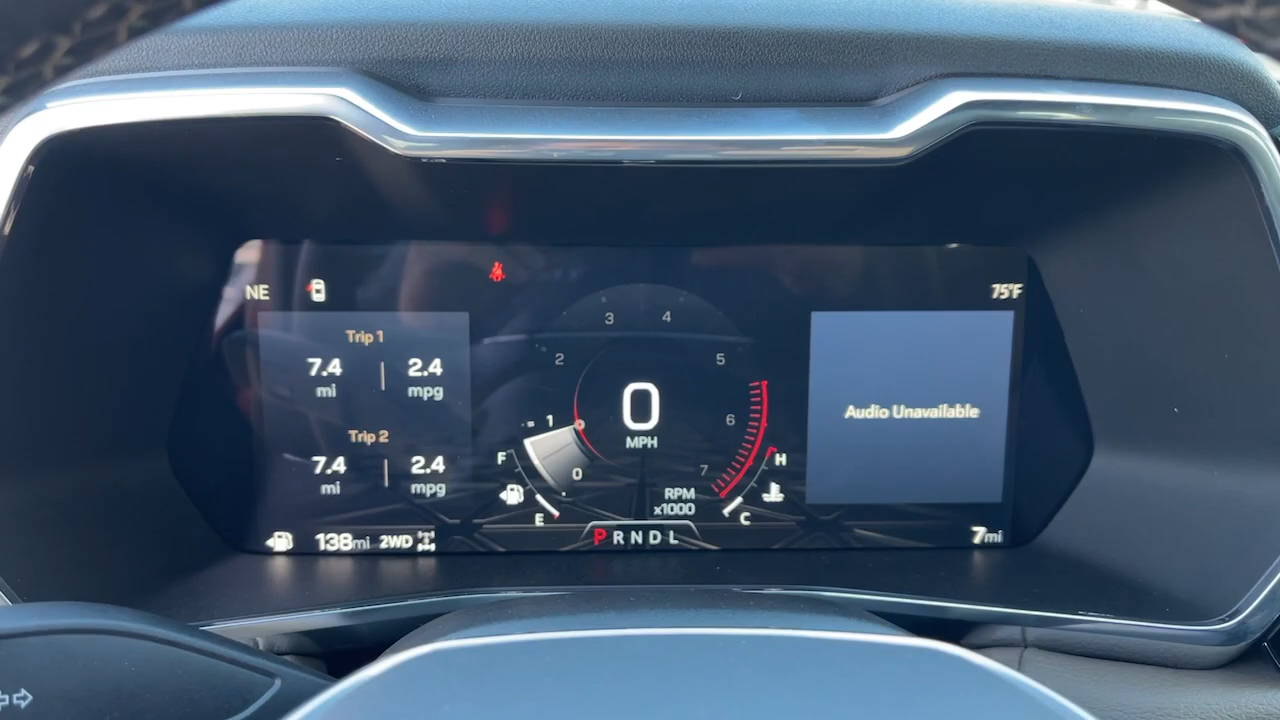 NE
75°F
Trip 1
7.4 mi | 2.4 mpg
Trip 2
7.4 mi | 2.4 mpg
0
1
2
3
4
5
6
7
0
MPH
RPM
x1000
F
E
H
C
Audio Unavailable
138mi 2WD
PRNDL
7mi